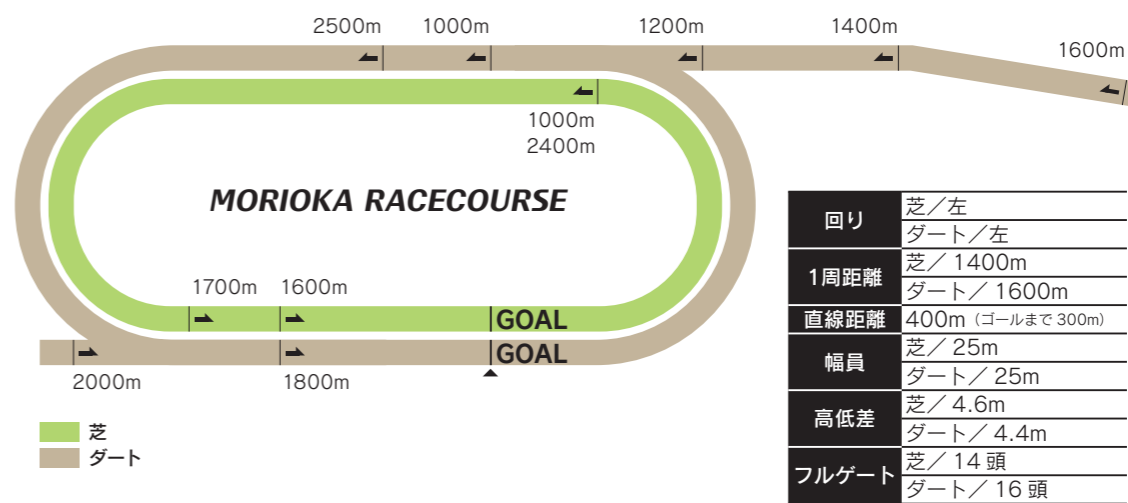 2500m
1000m
1200m
1400m
1600m
1000m
2400m
MORIOKA RACECOURSE
1700m
1600m
GOAL
GOAL
2000m
1800m
芝
ダート
回り
芝／左
ダート／左
1周距離
芝／1400m
ダート／1600m
直線距離
400m（ゴールまで300m）
幅員
芝／25m
ダート／25m
高低差
芝／4.6m
ダート／4.4m
フルゲート
芝／14頭
ダート／16頭